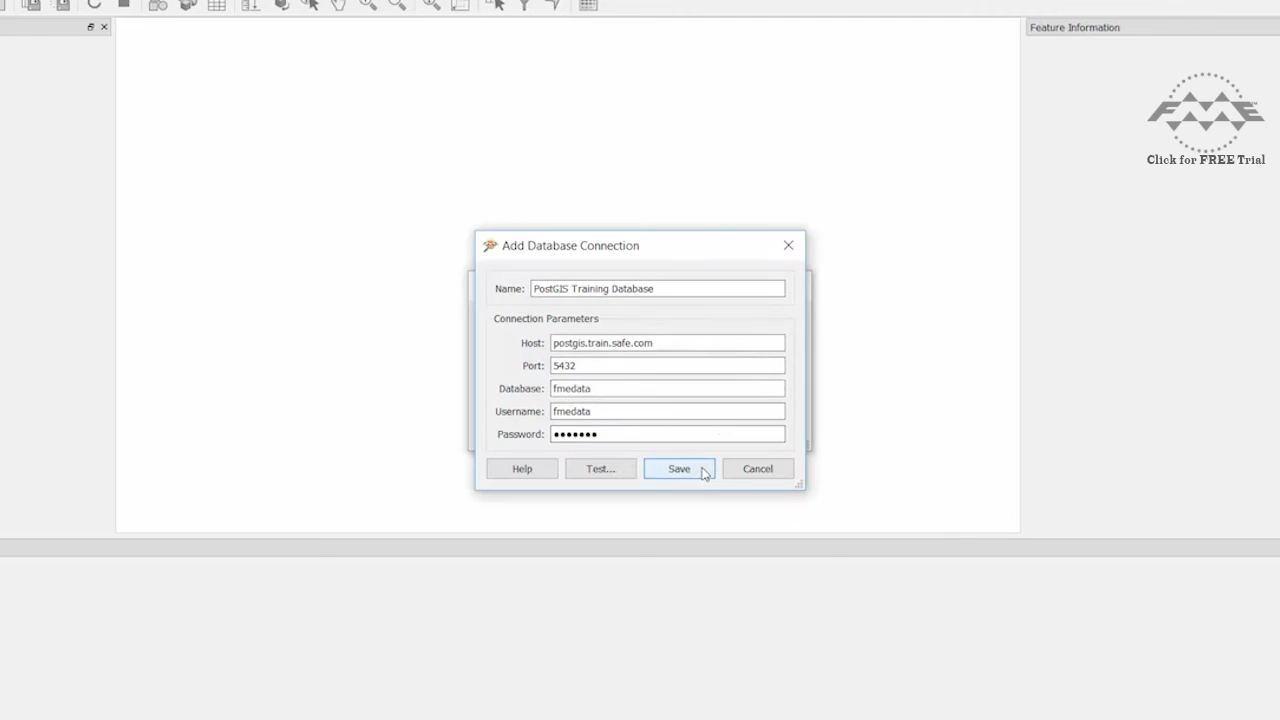 Feature Information
FME
Click for FREE Trial
Add Database Connection
Name: PostGIS Training Database
Connection Parameters
Host: postgis.train.safe.com
Port: 5432
Database: fmedata
Username: fmedata
Password: •••••••
Help Test... Save Cancel